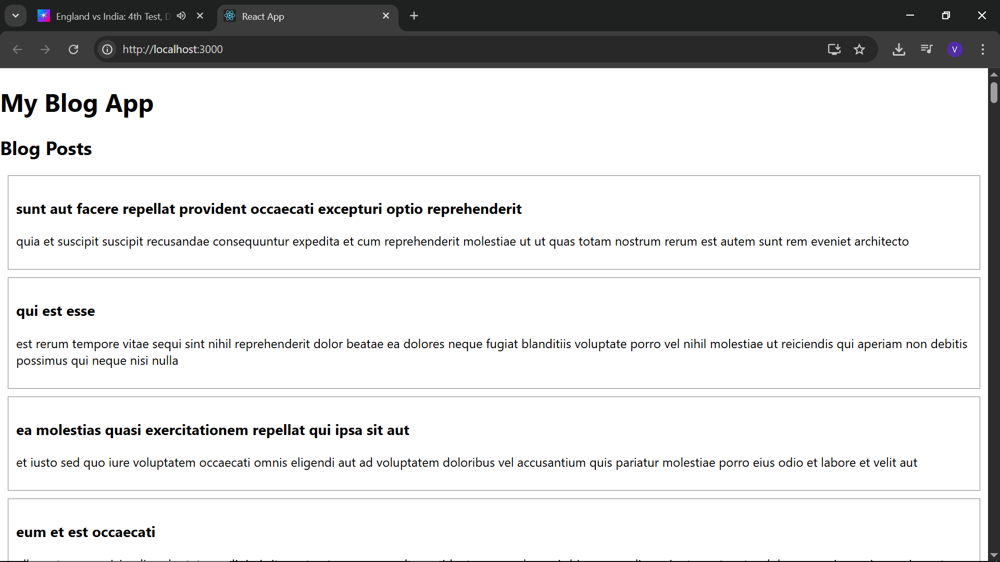 England vs India: 4th Test,
React App
http://localhost:3000
V
My Blog App
Blog Posts
sunt aut facere repellat provident occaecati excepturi optio reprehenderit
quia et suscipit suscipit recusandae consequuntur expedita et cum reprehenderit molestiae ut ut quas totam nostrum rerum est autem sunt rem eveniet architecto
qui est esse
est rerum tempore vitae sequi sint nihil reprehenderit dolor beatae ea dolores neque fugiat blanditiis voluptate porro vel nihil molestiae ut reiciendis qui aperiam non debitis
possimus qui neque nisi nulla
ea molestias quasi exercitationem repellat qui ipsa sit aut
et iusto sed quo iure voluptatem occaecati omnis eligendi aut ad voluptatem doloribus vel accusantium quis pariatur molestiae porro eius odio et labore et velit aut
eum et est occaecati